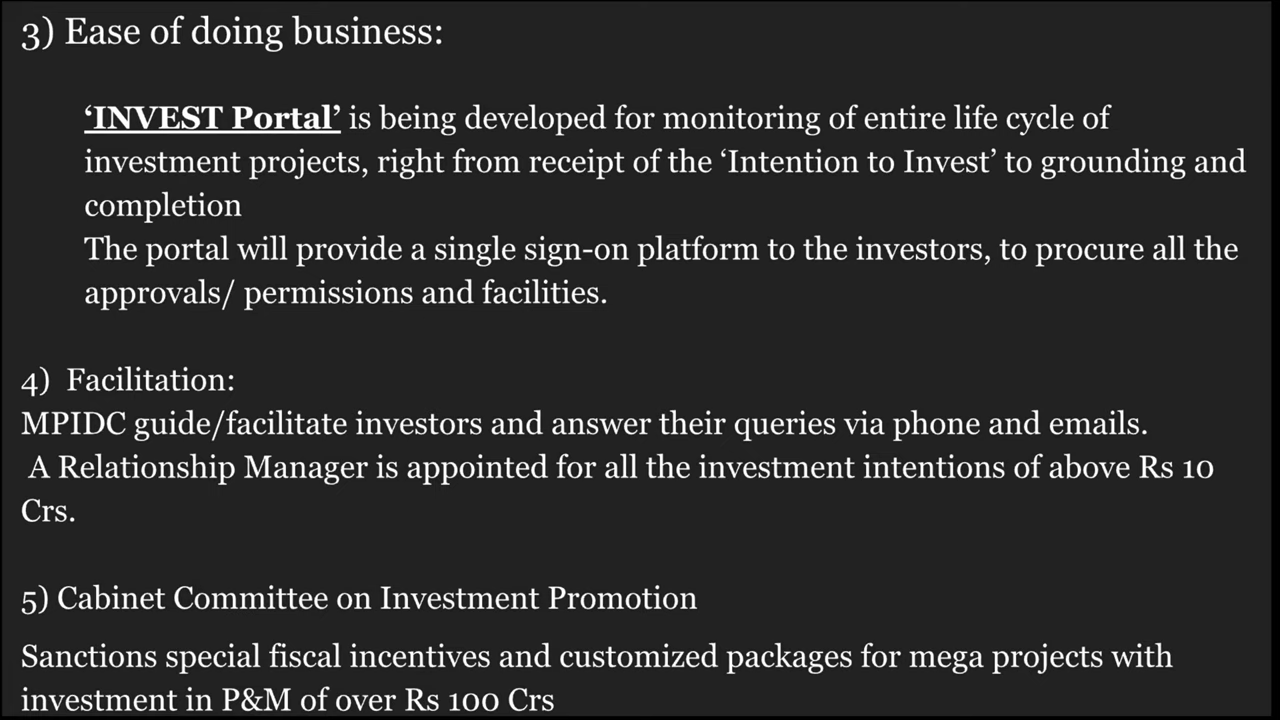 3) Ease of doing business:
‘INVEST Portal’ is being developed for monitoring of entire life cycle of
investment projects, right from receipt of the ‘Intention to Invest’ to grounding and
completion
The portal will provide a single sign-on platform to the investors, to procure all the
approvals/ permissions and facilities.
4) Facilitation:
MPIDC guide/facilitate investors and answer their queries via phone and emails.
A Relationship Manager is appointed for all the investment intentions of above Rs 10
Crs.
5) Cabinet Committee on Investment Promotion
Sanctions special fiscal incentives and customized packages for mega projects with
investment in P&M of over Rs 100 Crs